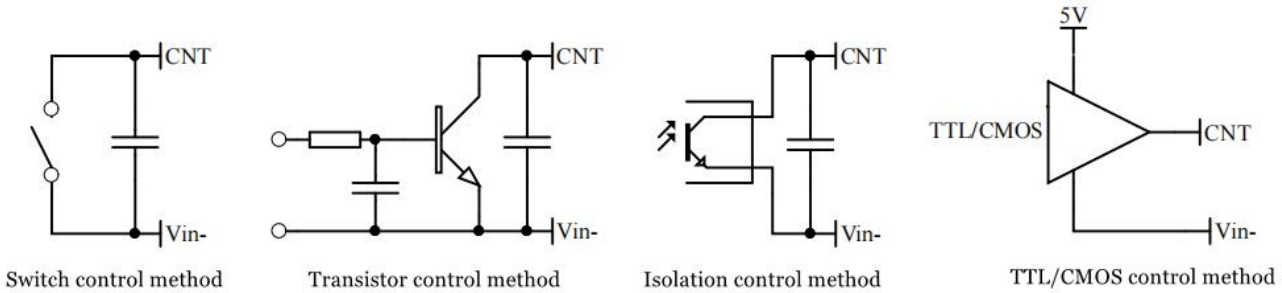 CNT
Vin-
Switch control method
CNT
Vin-
Transistor control method
CNT
Vin-
Isolation control method
5V
TTL/CMOS
CNT
Vin-
TTL/CMOS control method